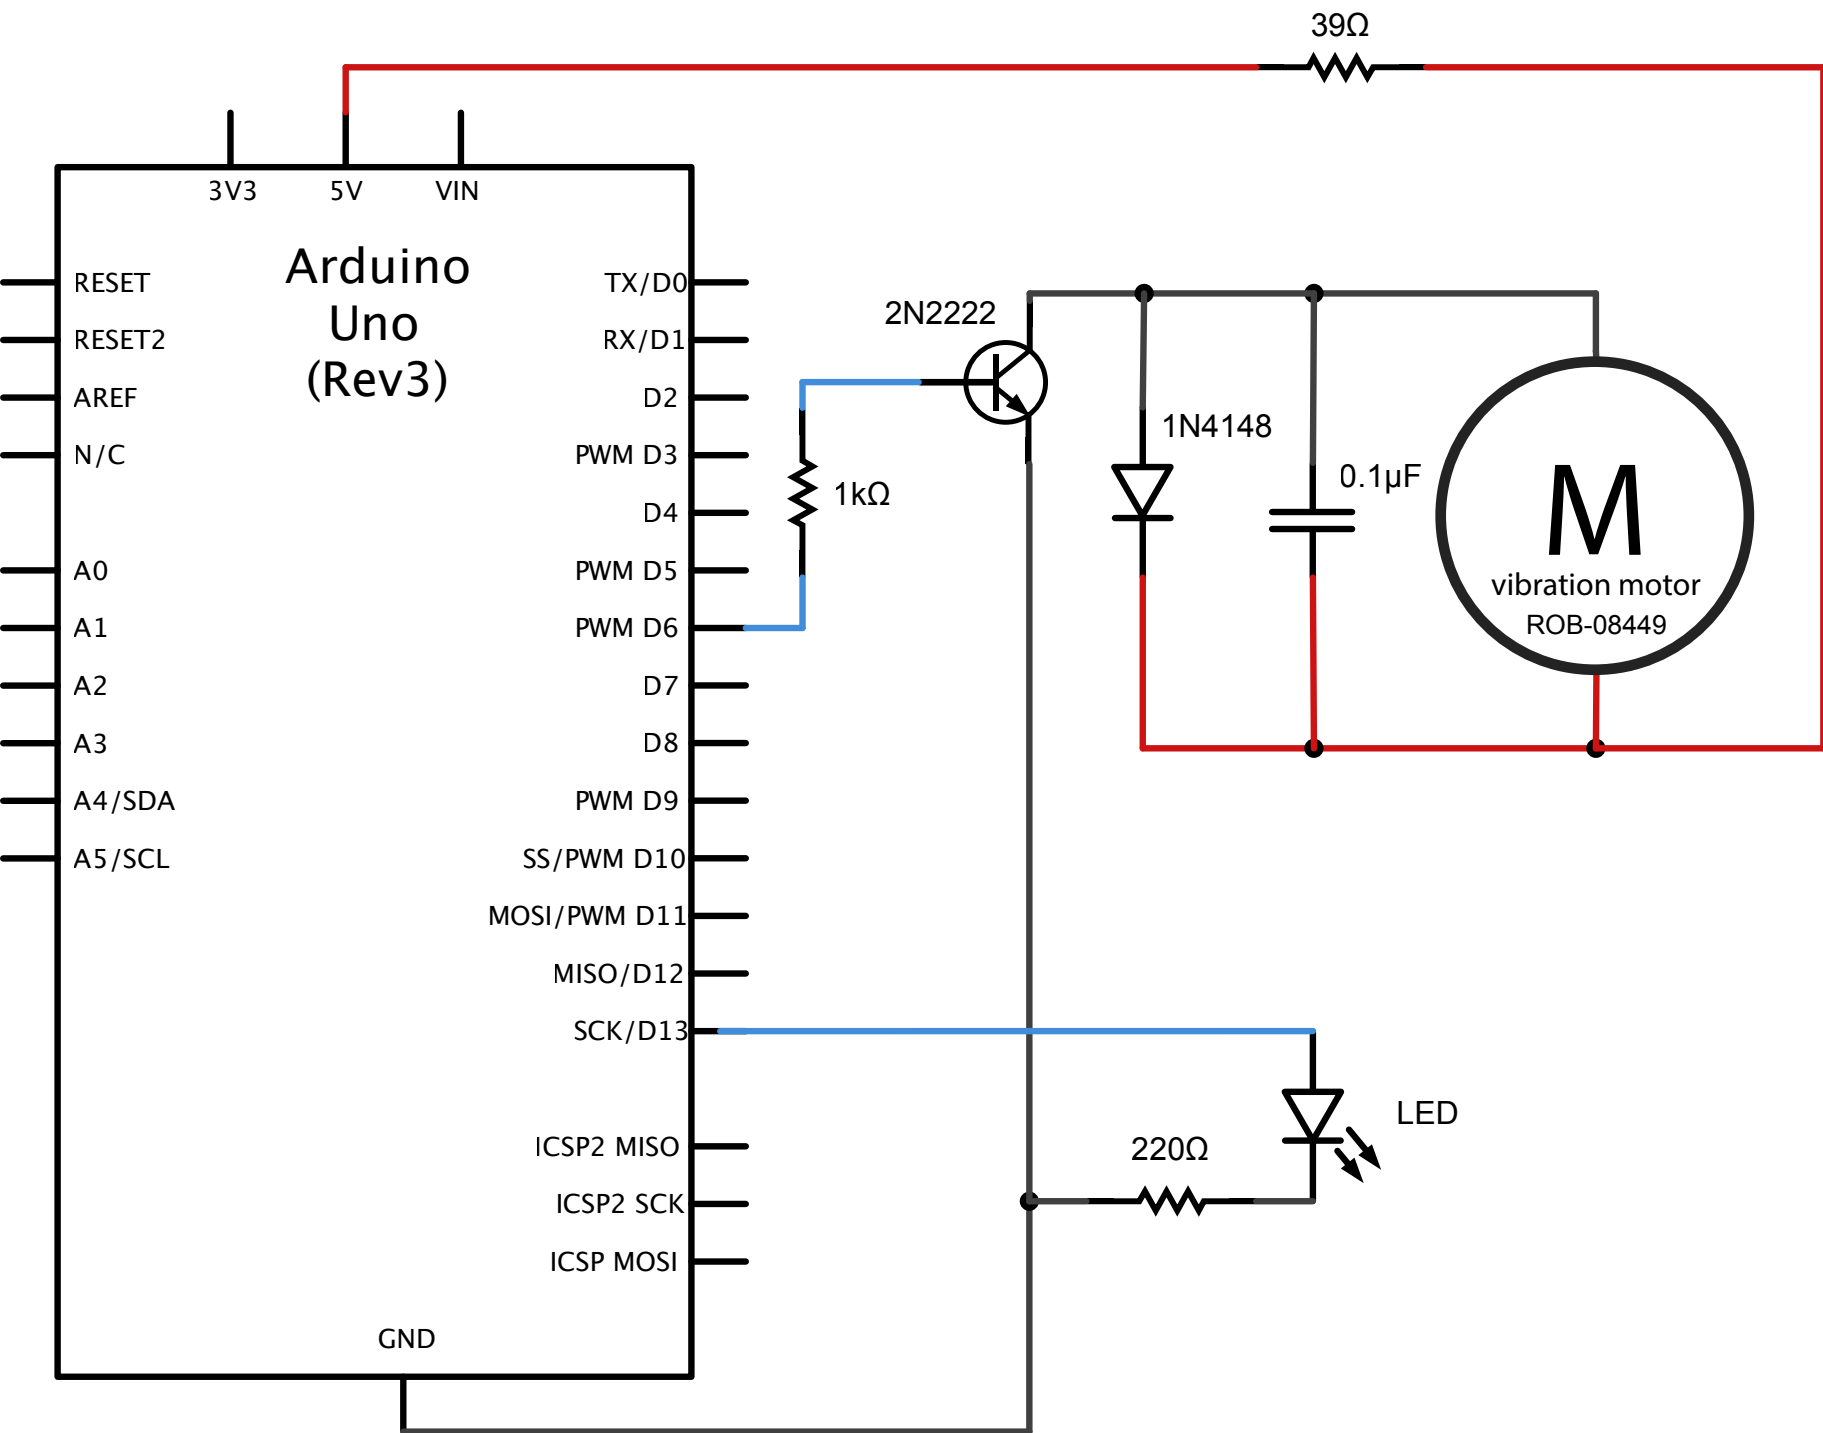 39Ω
3V3 5V VIN
Arduino
Uno
(Rev3)
RESET
RESET2
AREF
N/C
A0
A1
A2
A3
A4/SDA
A5/SCL
TX/D0
RX/D1
D2
PWM D3
D4
PWM D5
PWM D6
D7
D8
PWM D9
SS/PWM D10
MOSI/PWM D11
MISO/D12
SCK/D13
ICSP2 MISO
ICSP2 SCK
ICSP MOSI
GND
2N2222
1kΩ
1N4148
0.1µF
M
vibration motor
ROB-08449
LED
220Ω